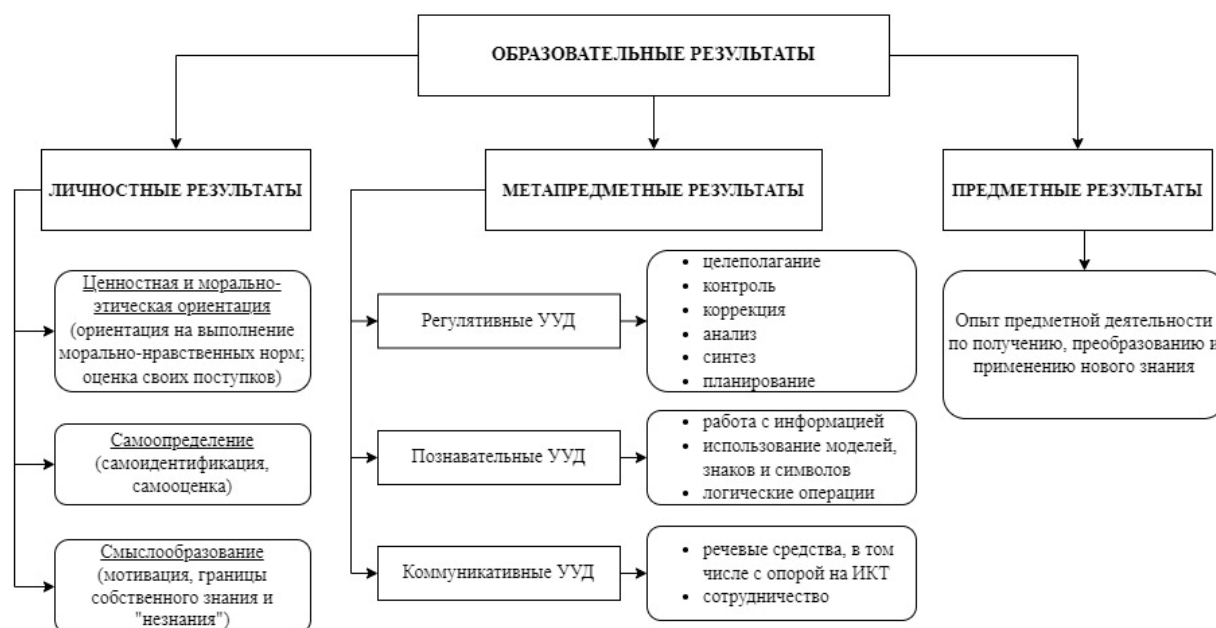 ОБРАЗОВАТЕЛЬНЫЕ РЕЗУЛЬТАТЫ
ЛИЧНОСТНЫЕ РЕЗУЛЬТАТЫ
Ценностная и морально-
этическая ориентация
(ориентация на выполнение
морально-нравственных норм;
оценка своих поступков)
Самоопределение
(самоидентификация,
самооценка)
Смыслообразование
(мотивация, границы
собственного знания и
"незнания")
МЕТАПРЕДМЕТНЫЕ РЕЗУЛЬТАТЫ
Регулятивные УУД
• целеполагание
• контроль
• коррекция
• анализ
• синтез
• планирование
Познавательные УУД
• работа с информацией
• использование моделей,
знаков и символов
• логические операции
Коммуникативные УУД
• речевые средства, в том
числе с опорой на ИКТ
• сотрудничество
ПРЕДМЕТНЫЕ РЕЗУЛЬТАТЫ
Опыт предметной деятельности
по получению, преобразованию и
применению нового знания